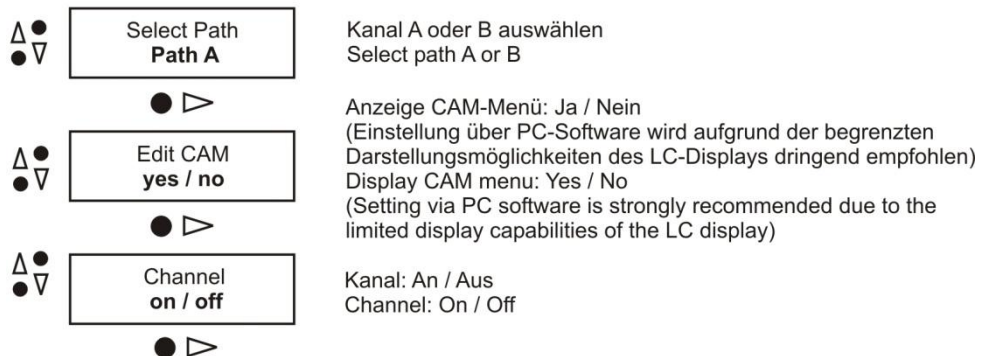 Select Path
Path A
Kanal A oder B auswählen
Select path A or B
Edit CAM
yes / no
Anzeige CAM-Menü: Ja / Nein
(Einstellung über PC-Software wird aufgrund der begrenzten
Darstellungsmöglichkeiten des LC-Displays dringend empfohlen)
Display CAM menu: Yes / No
(Setting via PC software is strongly recommended due to the
limited display capabilities of the LC display)
Channel
on / off
Kanal: An / Aus
Channel: On / Off